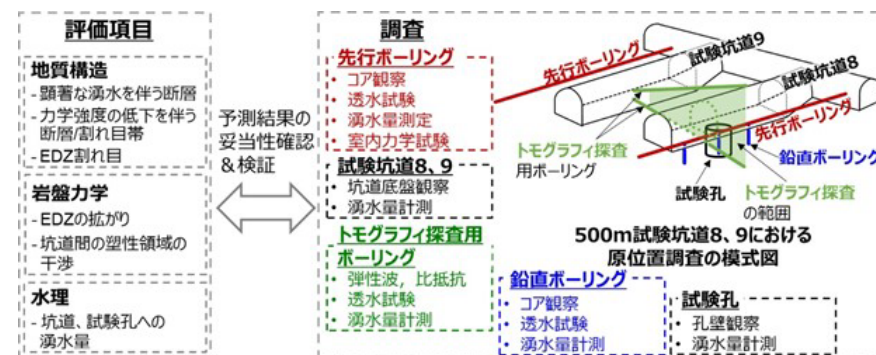 評価項目
地質構造
-顕著な湧水を伴う断層
-力学強度の低下を伴う
断層/割れ目帯
-EDZ割れ目
岩盤力学
-EDZの拡がり
-坑道間の塑性領域の
干渉
水理
-坑道、試験孔への
湧水量
予測結果の
妥当性確認
&検証
調査
先行ボーリング
• コア観察
• 透水試験
• 湧水量測定
• 室内力学試験
試験坑道8、9
• 坑道底盤観察
• 湧水量計測
トモグラフィ探査用
ボーリング
• 弾性波，比抵抗
• 透水試験
• 湧水量計測
先行ボーリング
試験坑道9
試験坑道8
先行ボーリング
トモグラフィ探査
用ボーリング
鉛直ボーリング
試験孔
トモグラフィ探査
の範囲
500m試験坑道8、9における
原位置調査の模式図
鉛直ボーリング
• コア観察
• 透水試験
• 湧水量計測
試験孔
• 孔壁観察
• 湧水量計測